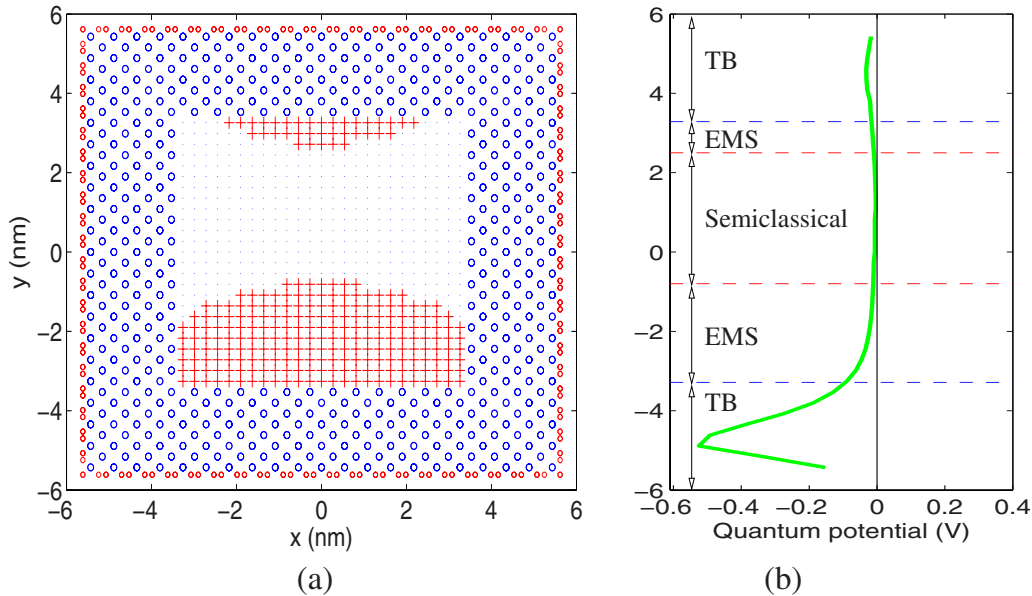 6
4
2
0
−2
−4
−6
y (nm)
−6 −4 −2 0 2 4 6
x (nm)
(a)
6
4
2
0
−2
−4
−6
TB
EMS
Semiclassical
EMS
TB
−0.6 −0.4 −0.2 0 0.2 0.4
Quantum potential (V)
(b)